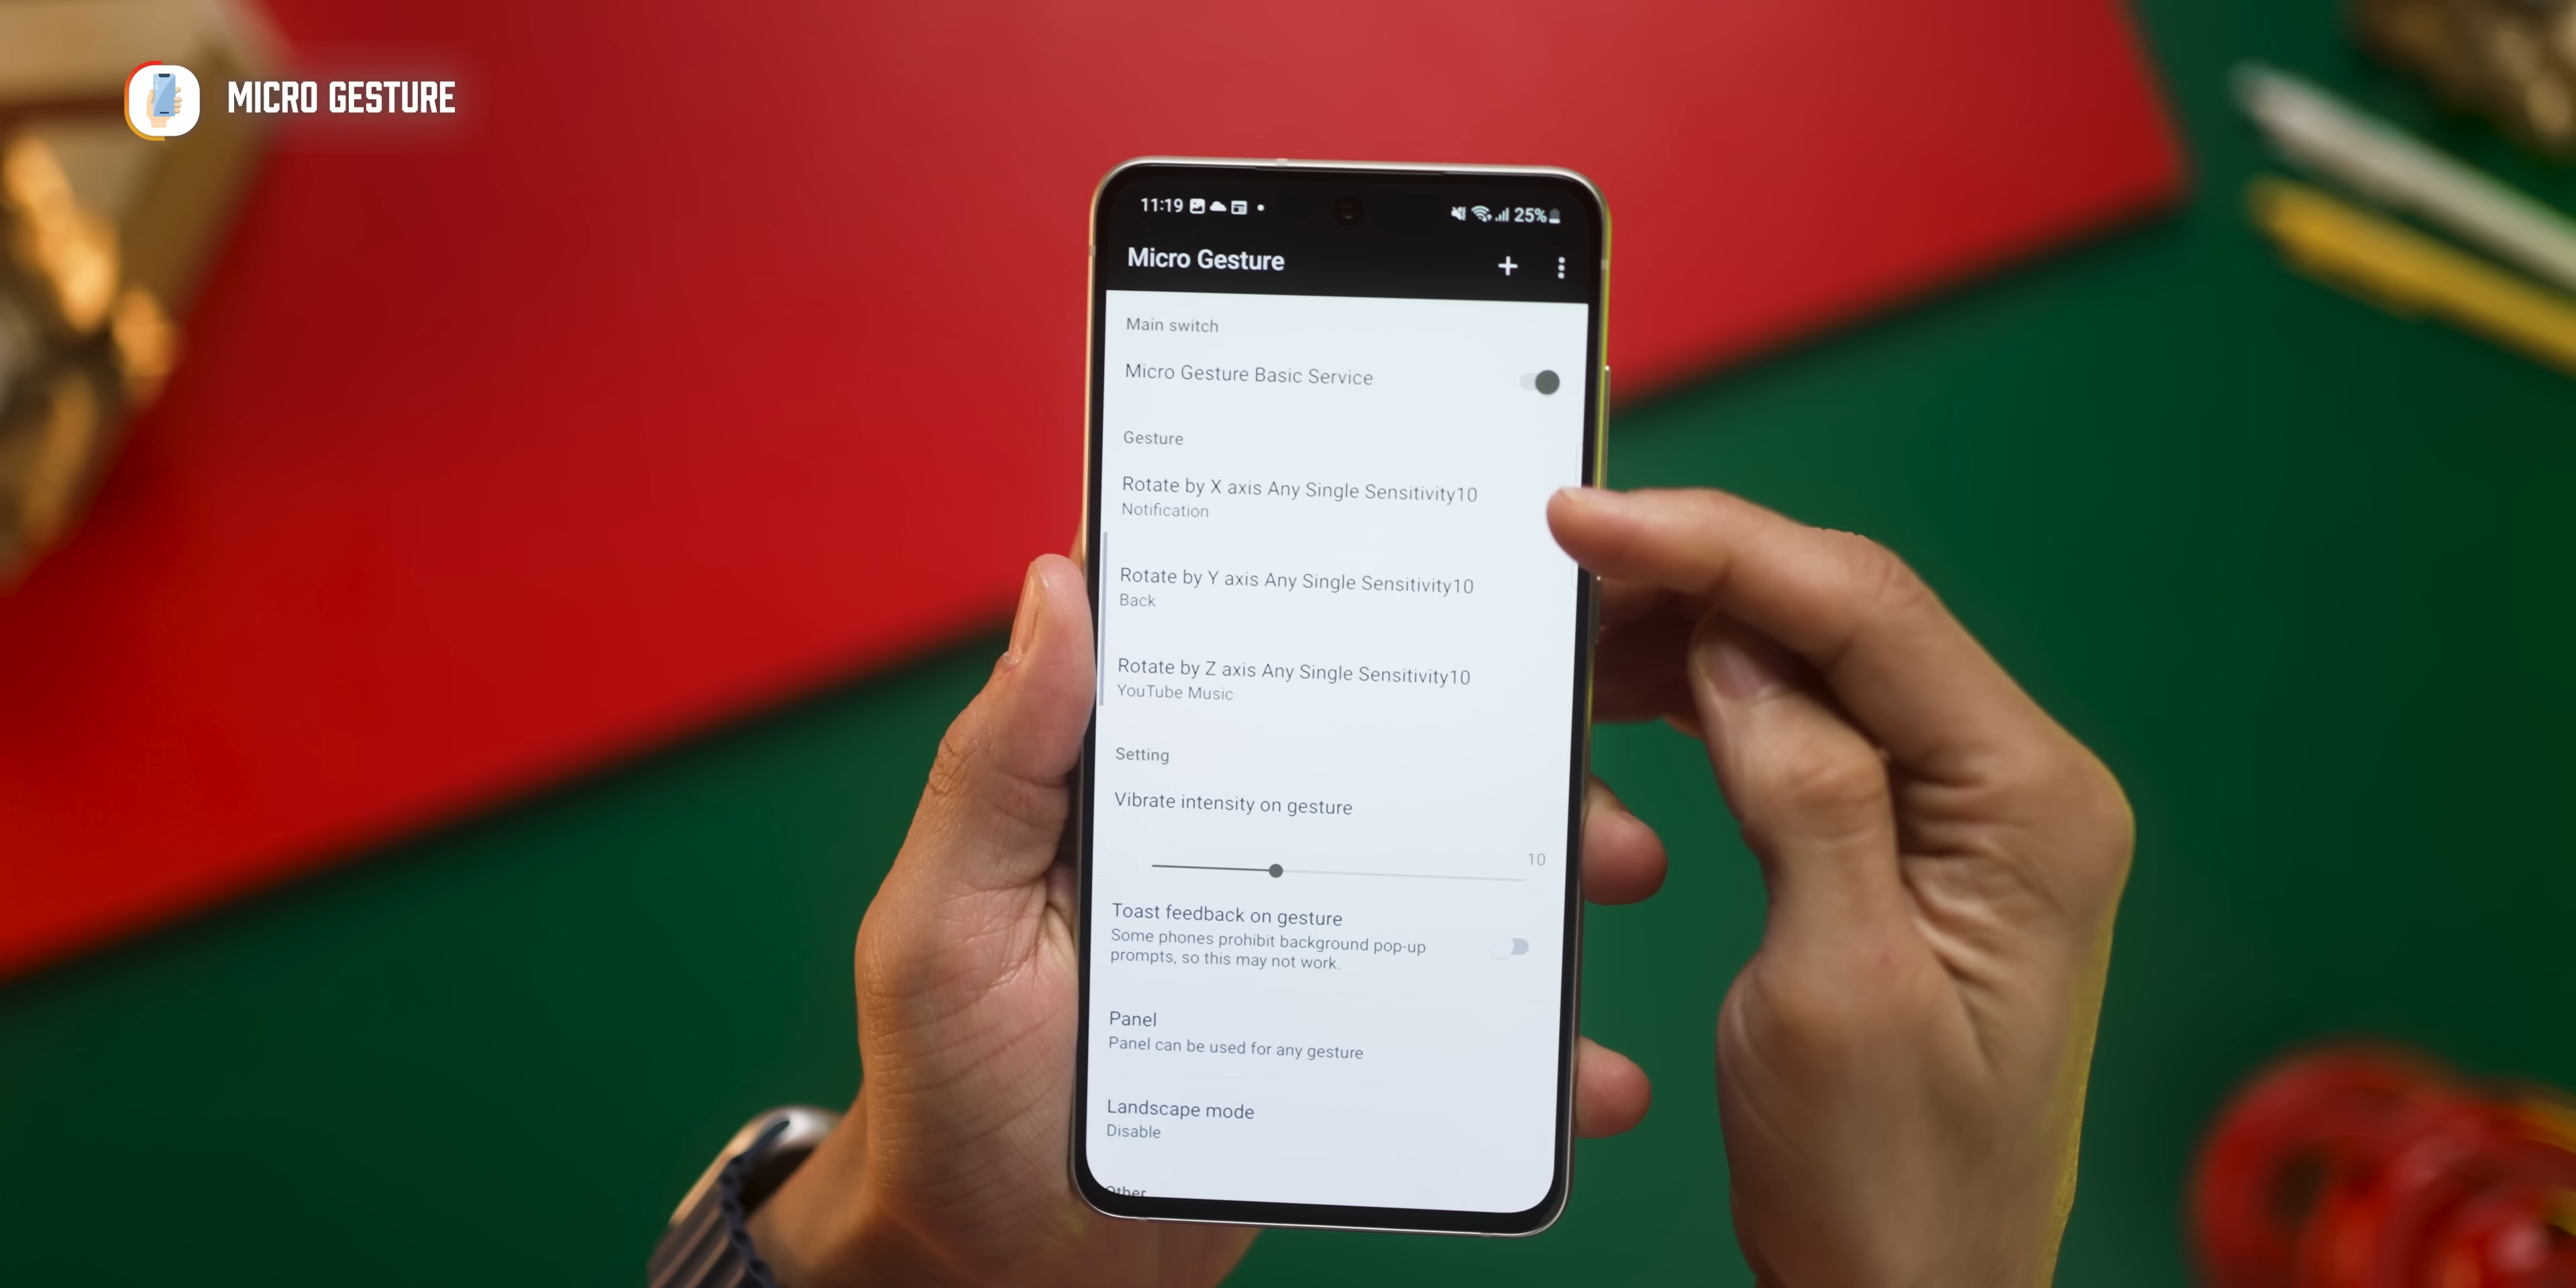 MICRO GESTURE
11:19
25%
Micro Gesture
Main switch
Micro Gesture Basic Service
Gesture
Rotate by X axis Any Single Sensitivity10
Notification
Rotate by Y axis Any Single Sensitivity10
Back
Rotate by Z axis Any Single Sensitivity10
YouTube Music
Setting
Vibrate intensity on gesture
10
Toast feedback on gesture
Some phones prohibit background pop-up
prompts, so this may not work.
Panel
Panel can be used for any gesture
Landscape mode
Disable
Other